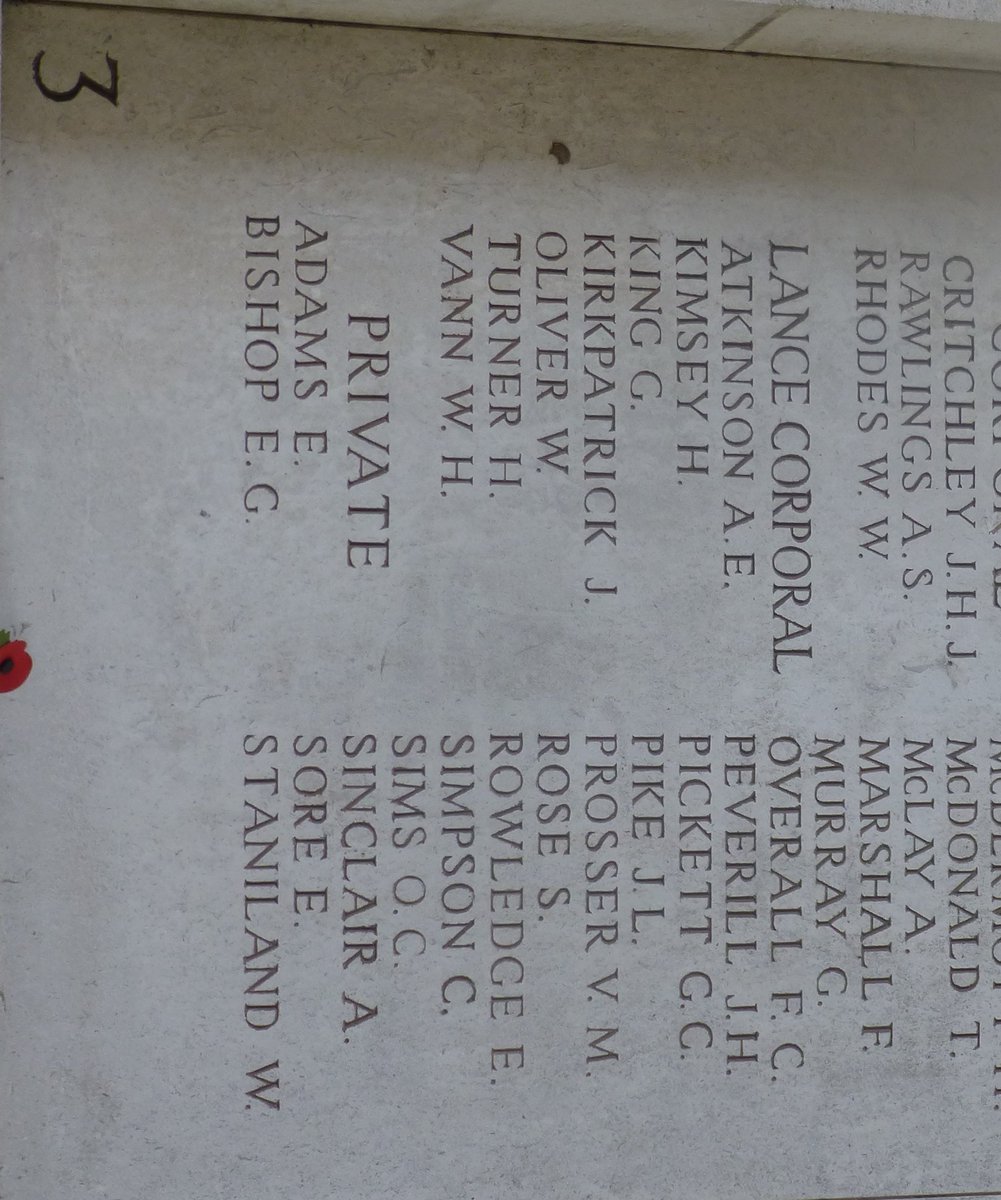 CRITCHLEY J.H.J.
RAWLINGS A.S.
RHODES W. W.
LANCE CORPORAL
ATKINSON A.E.
KIMSEY H.
KING G.
KIRKPATRICK J.
OLIVER W.
TURNER H.
VANN W. H.
PRIVATE
ADAMS E.
BISHOP E. G.
McDONALD T.
McLAY A.
MARSHALL F.
MURRAY G.
OVERALL F. C.
PEVERILL J.H.
PICKETT G.C.
PIKE J. L.
PROSSER V. M.
ROSE S.
ROWLEDGE E.
SIMPSON C.
SIMS O. C.
SINCLAIR A.
SORE E.
STANILAND W.
3